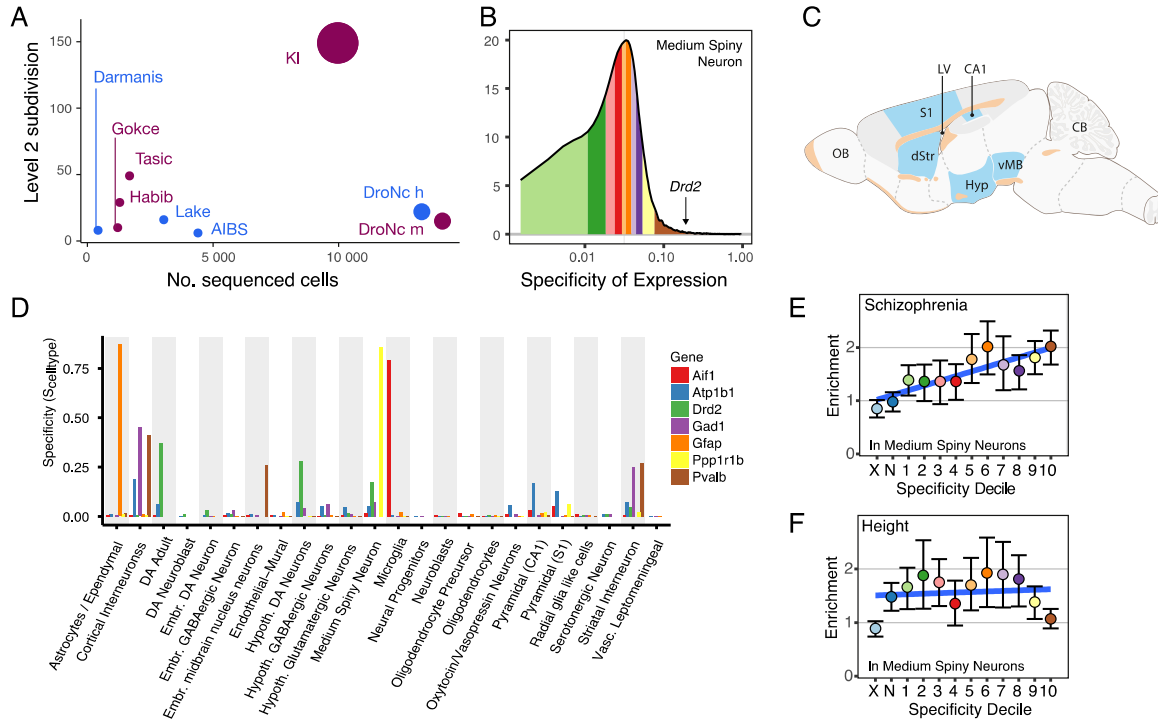 A
Level 2 subdivision
150
100
50
0
0
5 000
10 000
No. sequenced cells
KI
Darmanis
Gokce
Tasic
Habib
Lake
AIBS
DroNc h
DroNc m
B
20
15
10
5
0
Medium Spiny
Neuron
Drd2
0.01
0.10
1.00
Specificity of Expression
C
LV
CA1
S1
CB
OB
dStr
vMB
Hyp
D
Specificity (Scelltype)
0.75
0.50
0.25
0.00
Gene
Aif1
Atp1b1
Drd2
Gad1
Gfap
Ppp1r1b
Pvalb
Astrocytes / Ependymal
Cortical Interneuronss
DA Adult
DA Neuroblast
Embr. DA Neuron
Embr. GABAergic Neuron
Embr. midbrain nucleus neurons
Endothelial–Mural
Hypoth. DA Neurons
Hypoth. GABAergic Neurons
Hypoth. Glutamatergic Neurons
Medium Spiny Neuron
Microglia
Neural Progenitors
Neuroblasts
Oligodendrocyte Precursor
Oligodendrocytes
Oxytocin/Vasopressin Neurons
Pyramidal (CA1)
Pyramidal (S1)
Radial glia like cells
Serotonergic Neuron
Striatal Interneuron
Vasc. Leptomeningeal
E
Schizophrenia
Enrichment
2
1
0
In Medium Spiny Neurons
X N 1 2 3 4 5 6 7 8 9 10
Specificity Decile
F
Height
Enrichment
2
1
0
In Medium Spiny Neurons
X N 1 2 3 4 5 6 7 8 9 10
Specificity Decile